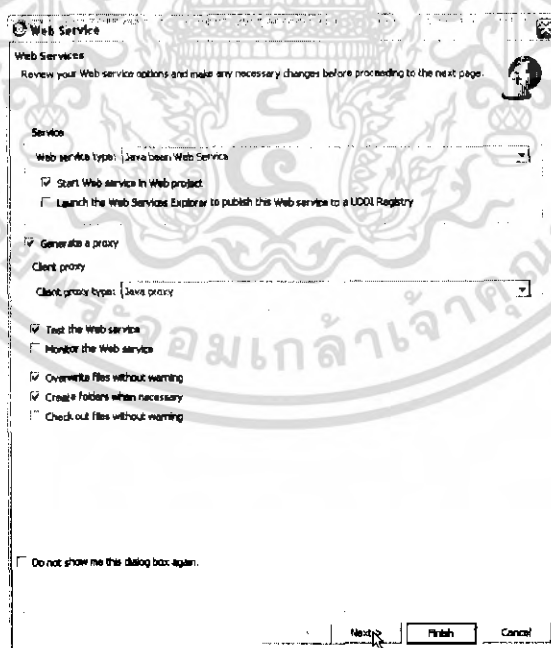 Web Service
Web Services
Review your Web service options and make any necessary changes before proceeding to the next page.
Service
Web service type: Java bean Web Service
Start Web service in Web project
Launch the Web Services Explorer to publish this Web service to a UDDI Registry
Generate a proxy
Client proxy
Client proxy type: Java proxy
Test the Web service
Monitor the Web service
Overwrite files without warning
Create folders when necessary
Check out files without warning
Do not show me this dialog box again.
Next > Finish Cancel